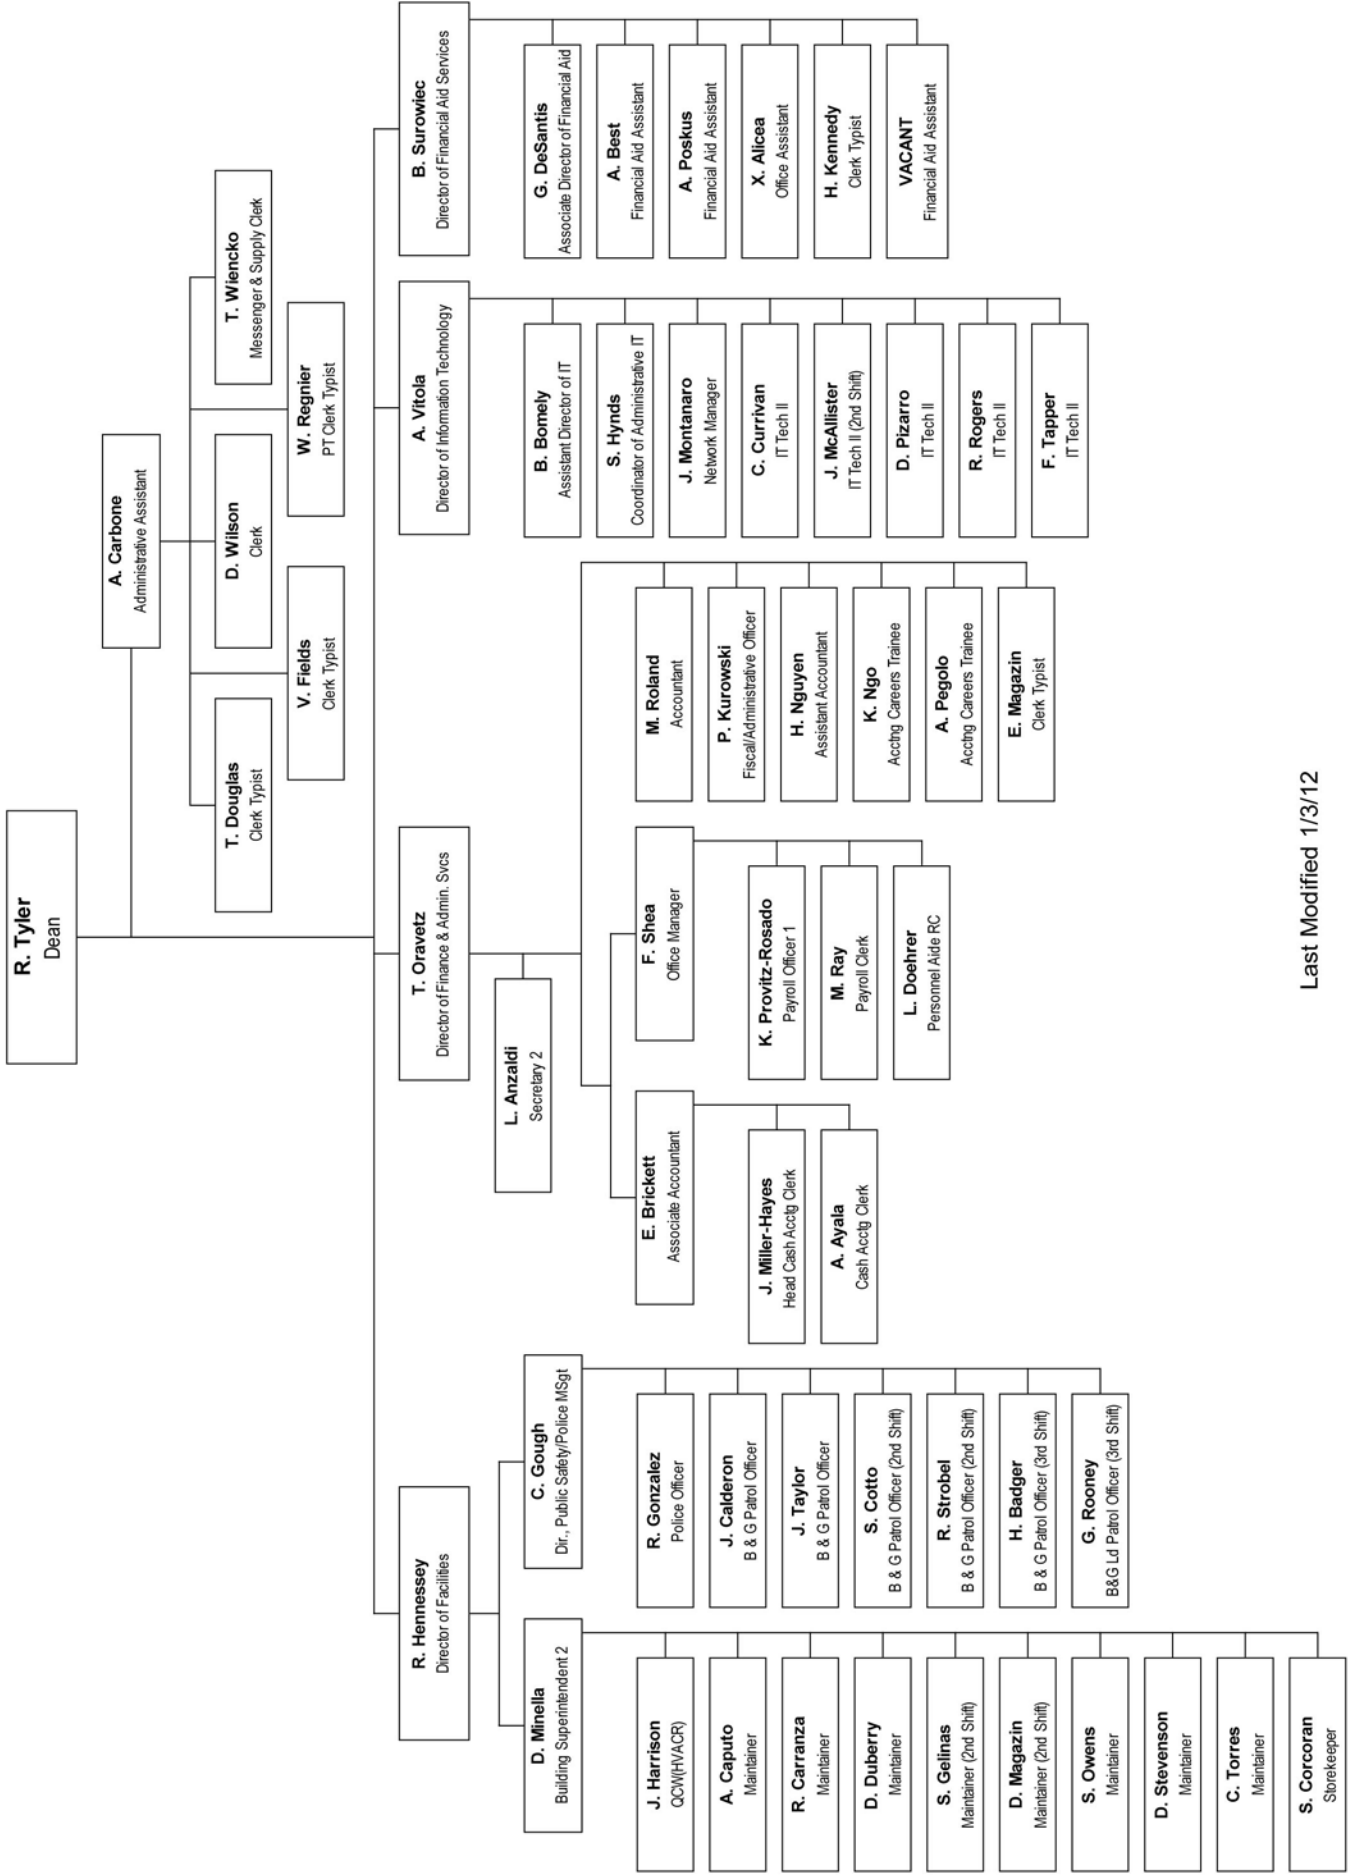 R. Tyler
Dean
A. Carbone
Administrative Assistant
T. Douglas
Clerk Typist
D. Wilson
Clerk
T. Wiencko
Messenger & Supply Clerk
V. Fields
Clerk Typist
W. Regnier
PT Clerk Typist
R. Hennessey
Director of Facilities
T. Oravetz
Director of Finance & Admin. Svcs
A. Vitola
Director of Information Technology
B. Surowiec
Director of Financial Aid Services
D. Minella
Building Superintendent 2
J. Harrison
QCW(HVACR)
A. Caputo
Maintainer
R. Carranza
Maintainer
D. Duberry
Maintainer
S. Gelinas
Maintainer (2nd Shift)
D. Magazin
Maintainer (2nd Shift)
S. Owens
Maintainer
D. Stevenson
Maintainer
C. Torres
Maintainer
S. Corcoran
Storekeeper
C. Gough
Dir., Public Safety/Police MSgt
R. Gonzalez
Police Officer
J. Calderon
B & G Patrol Officer
J. Taylor
B & G Patrol Officer
S. Cotto
B & G Patrol Officer (2nd Shift)
R. Strobel
B & G Patrol Officer (2nd Shift)
H. Badger
B & G Patrol Officer (3rd Shift)
G. Rooney
B&G Ld Patrol Officer (3rd Shift)
L. Anzaldi
Secretary 2
E. Brickett
Associate Accountant
J. Miller-Hayes
Head Cash Acctg Clerk
A. Ayala
Cash Acctg Clerk
F. Shea
Office Manager
K. Provitz-Rosado
Payroll Officer 1
M. Ray
Payroll Clerk
L. Doehrer
Personnel Aide RC
M. Roland
Accountant
P. Kurowski
Fiscal/Administrative Officer
H. Nguyen
Assistant Accountant
K. Ngo
Acctng Careers Trainee
A. Pegolo
Acctng Careers Trainee
E. Magazin
Clerk Typist
B. Bomely
Assistant Director of IT
S. Hynds
Coordinator of Administrative IT
J. Montanaro
Network Manager
C. Currivan
IT Tech II
J. McAllister
IT Tech II (2nd Shift)
D. Pizarro
IT Tech II
R. Rogers
IT Tech II
F. Tapper
IT Tech II
G. DeSantis
Associate Director of Financial Aid
A. Best
Financial Aid Assistant
A. Poskus
Financial Aid Assistant
X. Alicea
Office Assistant
H. Kennedy
Clerk Typist
VACANT
Financial Aid Assistant
Last Modified 1/3/12